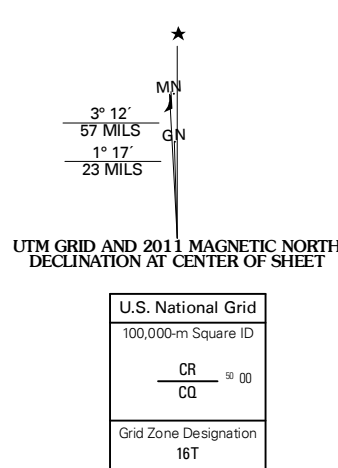 ★
MN
3° 12´
57 MILS
GN
1° 17´
23 MILS
UTM GRID AND 2011 MAGNETIC NORTH
DECLINATION AT CENTER OF SHEET
U.S. National Grid
100,000-m Square ID
CR
50 00
CQ
Grid Zone Designation
16T